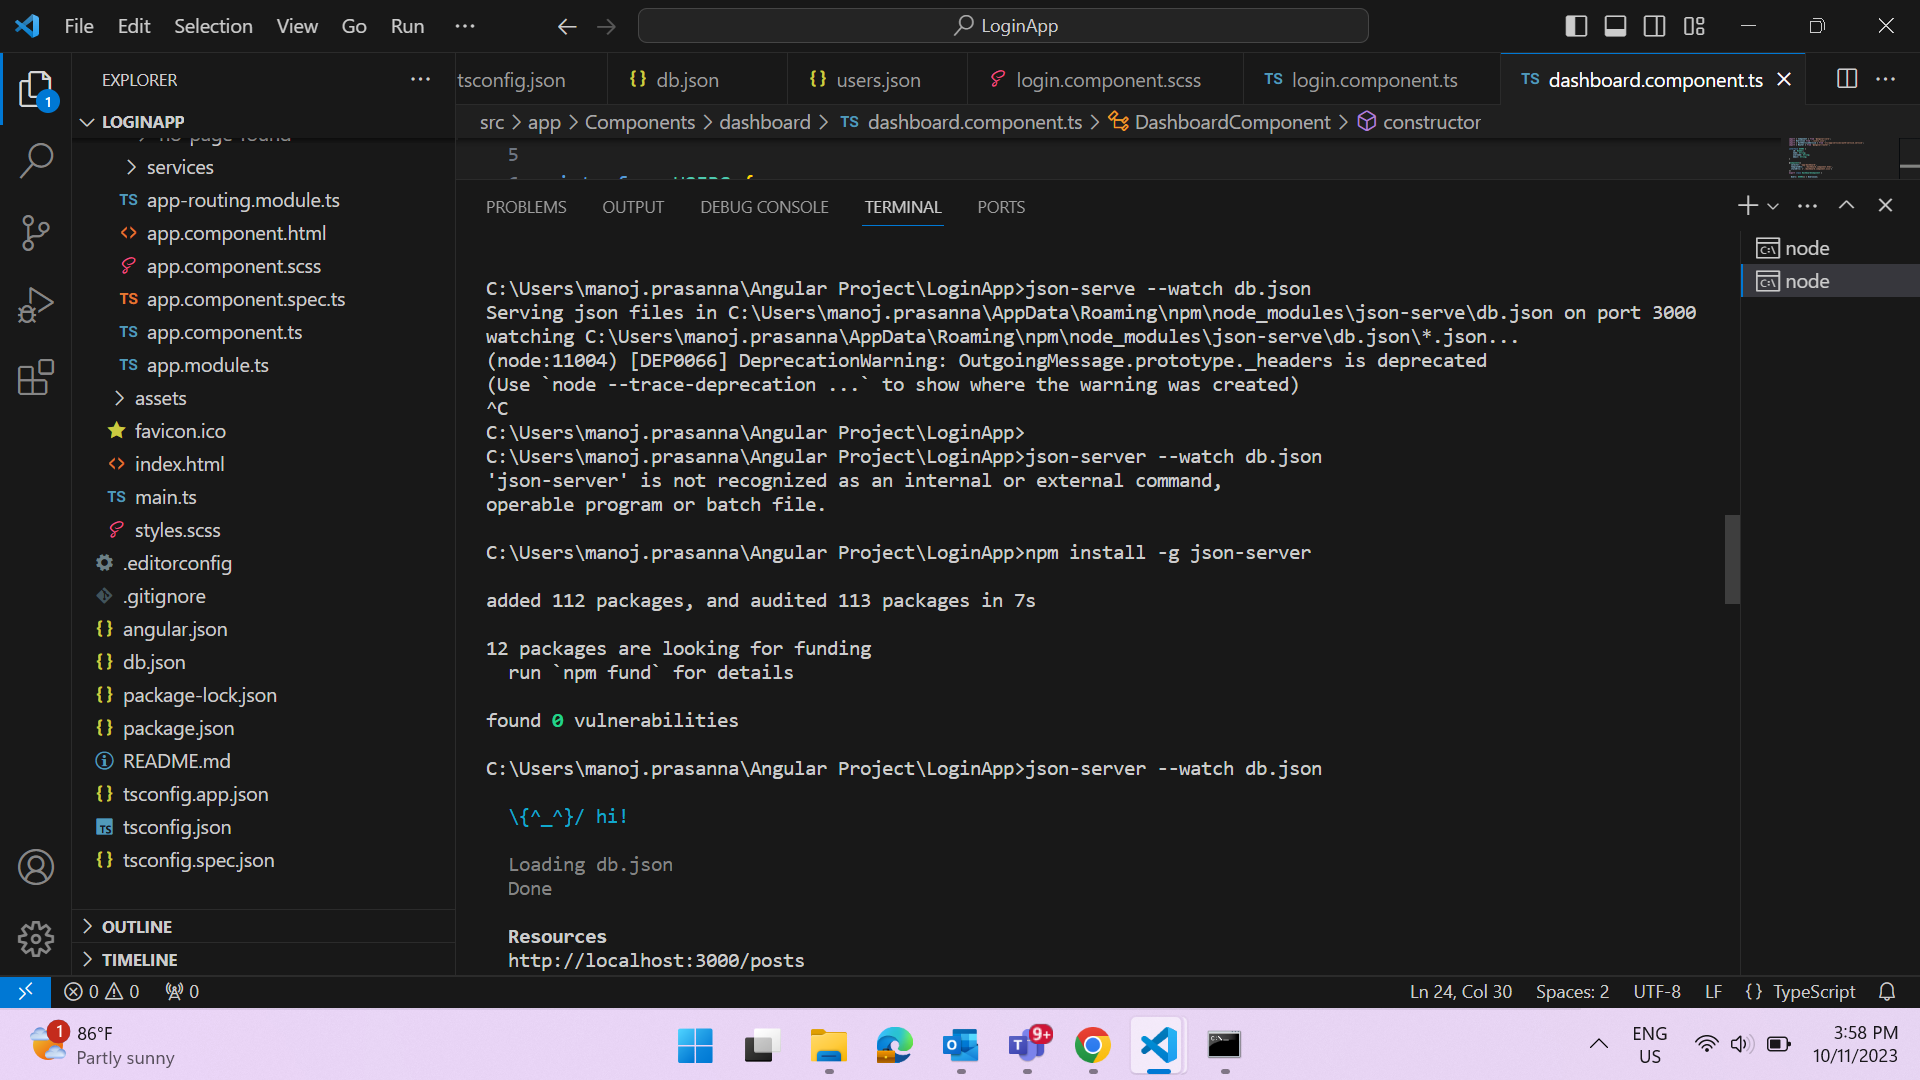 File Edit Selection View Go Run ··· LoginApp
EXPLORER
tsconfig.json
{} db.json
{} users.json
login.component.scss
TS login.component.ts
TS dashboard.component.ts
src > app > Components > dashboard > TS dashboard.component.ts > DashboardComponent > constructor
5
1
LOGINAPP
no-page-found
services
TS app-routing.module.ts
<> app.component.html
app.component.scss
TS app.component.spec.ts
TS app.component.ts
TS app.module.ts
assets
favicon.ico
<> index.html
TS main.ts
styles.scss
.editorconfig
.gitignore
{} angular.json
{} db.json
{} package-lock.json
{} package.json
README.md
{} tsconfig.app.json
TS tsconfig.json
{} tsconfig.spec.json
OUTLINE
TIMELINE
PROBLEMS OUTPUT DEBUG CONSOLE TERMINAL PORTS
node
node
C:\Users\manoj.prasanna\Angular Project\LoginApp>json-serve --watch db.json
Serving json files in C:\Users\manoj.prasanna\AppData\Roaming\npm\node_modules\json-serve\db.json on port 3000
watching C:\Users\manoj.prasanna\AppData\Roaming\npm\node_modules\json-serve\db.json\*.json...
(node:11004) [DEP0066] DeprecationWarning: OutgoingMessage.prototype._headers is deprecated
(Use `node --trace-deprecation ...` to show where the warning was created)
^C
C:\Users\manoj.prasanna\Angular Project\LoginApp>
C:\Users\manoj.prasanna\Angular Project\LoginApp>json-server --watch db.json
'json-server' is not recognized as an internal or external command,
operable program or batch file.
C:\Users\manoj.prasanna\Angular Project\LoginApp>npm install -g json-server
added 112 packages, and audited 113 packages in 7s
12 packages are looking for funding
run `npm fund` for details
found 0 vulnerabilities
C:\Users\manoj.prasanna\Angular Project\LoginApp>json-server --watch db.json
\{^_^}/ hi!
Loading db.json
Done
Resources
http://localhost:3000/posts
0 0 0
Ln 24, Col 30 Spaces: 2 UTF-8 LF {} TypeScript
1
86°F
Partly sunny
9+
ENG
US
3:58 PM
10/11/2023